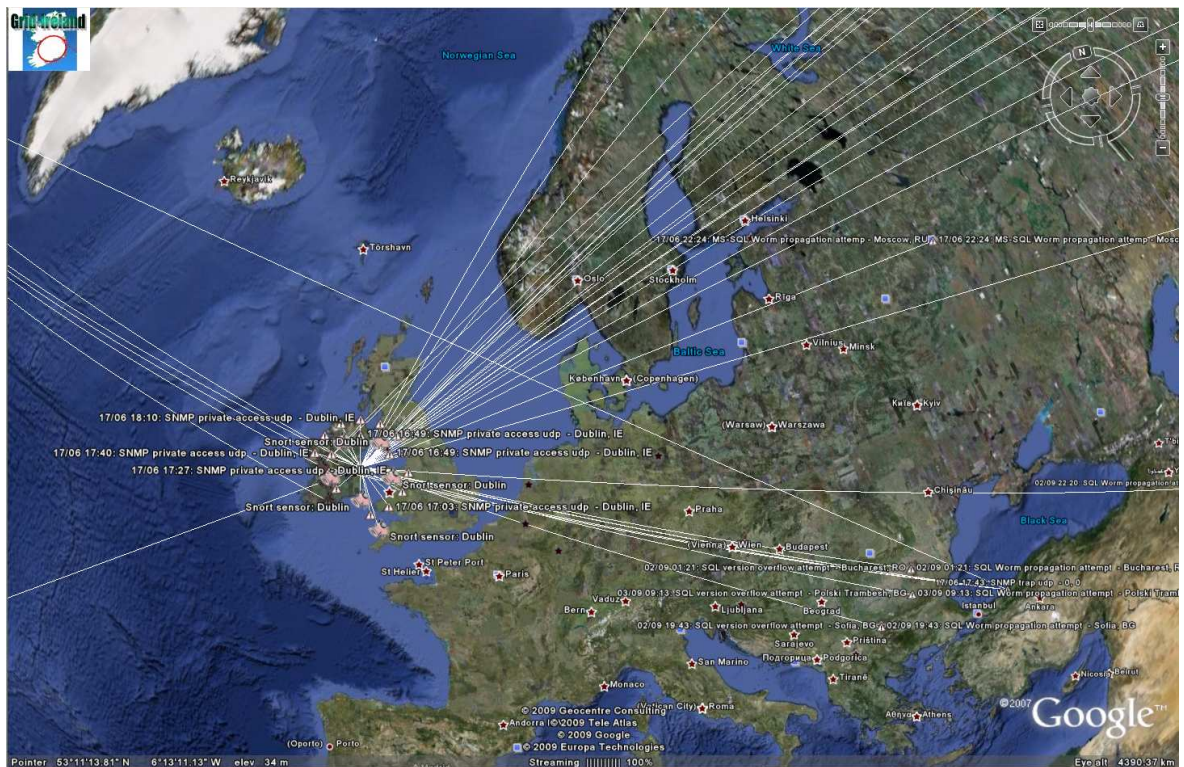 Grid-Ireland
Norwegian Sea
White Sea
N
Reykjavik
Helsinki
Tórshavn
17/06 22:24: MS-SQL Worm propagation attemp - Moscow, RU
17/06 22:24: MS-SQL Worm propagation attemp - Mosc
Oslo
Stockholm
Rīga
Vilnius
Minsk
Baltic Sea
København (Copenhagen)
Київ Kyiv
17/06 18:10: SNMP private access udp - Dublin, IE
(Warsaw) Warszawa
17/06 16:49: SNMP private access udp - Dublin, IE
Snort sensor: Dublin
17/06 17:40: SNMP private access udp - Dublin, IE
17/06 16:49: SNMP private access udp - Dublin, IE
17/06 17:27: SNMP private access udp - Dublin, IE
02/09 22:20: SQL Worm propagation at
Snort sensor: Dublin
Chişinău
Snort sensor: Dublin
17/06 17:03: SNMP private access udp - Dublin, IE
Praha
Black Sea
Snort sensor: Dublin
(Vienna) Wien
Budapest
St Peter Port
St Helier
Paris
02/09 01:21: SQL version overflow attempt - Bucharest, RO
02/09 01:21: SQL Worm propagation attempt - Bucharest, R
17/06 17:43: SNMP trap udp - 0, 0
03/09 09:13: SQL version overflow attempt - Polski Trambesh, BG
03/09 09:13: SQL Worm propagation attempt - Polski Tramb
Vaduz
Bern
Ljubljana
Beograd
Istanbul
Ankara
02/09 19:43: SQL version overflow attempt - Sofia, BG
02/09 19:43: SQL Worm propagation attempt - Sofia, BG
Sarajevo
Priština
San Marino
Подгорица Podgorica
Tiranë
Nicosia
Beirut
Monaco
(Vatican City) Roma
©2007 Google™
© 2009 Geocentre Consulting
Andorra
© 2009 Tele Atlas
Αθήνα Athens
© 2009 Google
(Oporto) Porto
© 2009 Europa Technologies
Pointer 53°11'13.81" N 6°13'11.13" W elev 34 m
Streaming |||||||||| 100%
Eye alt 4390.37 km